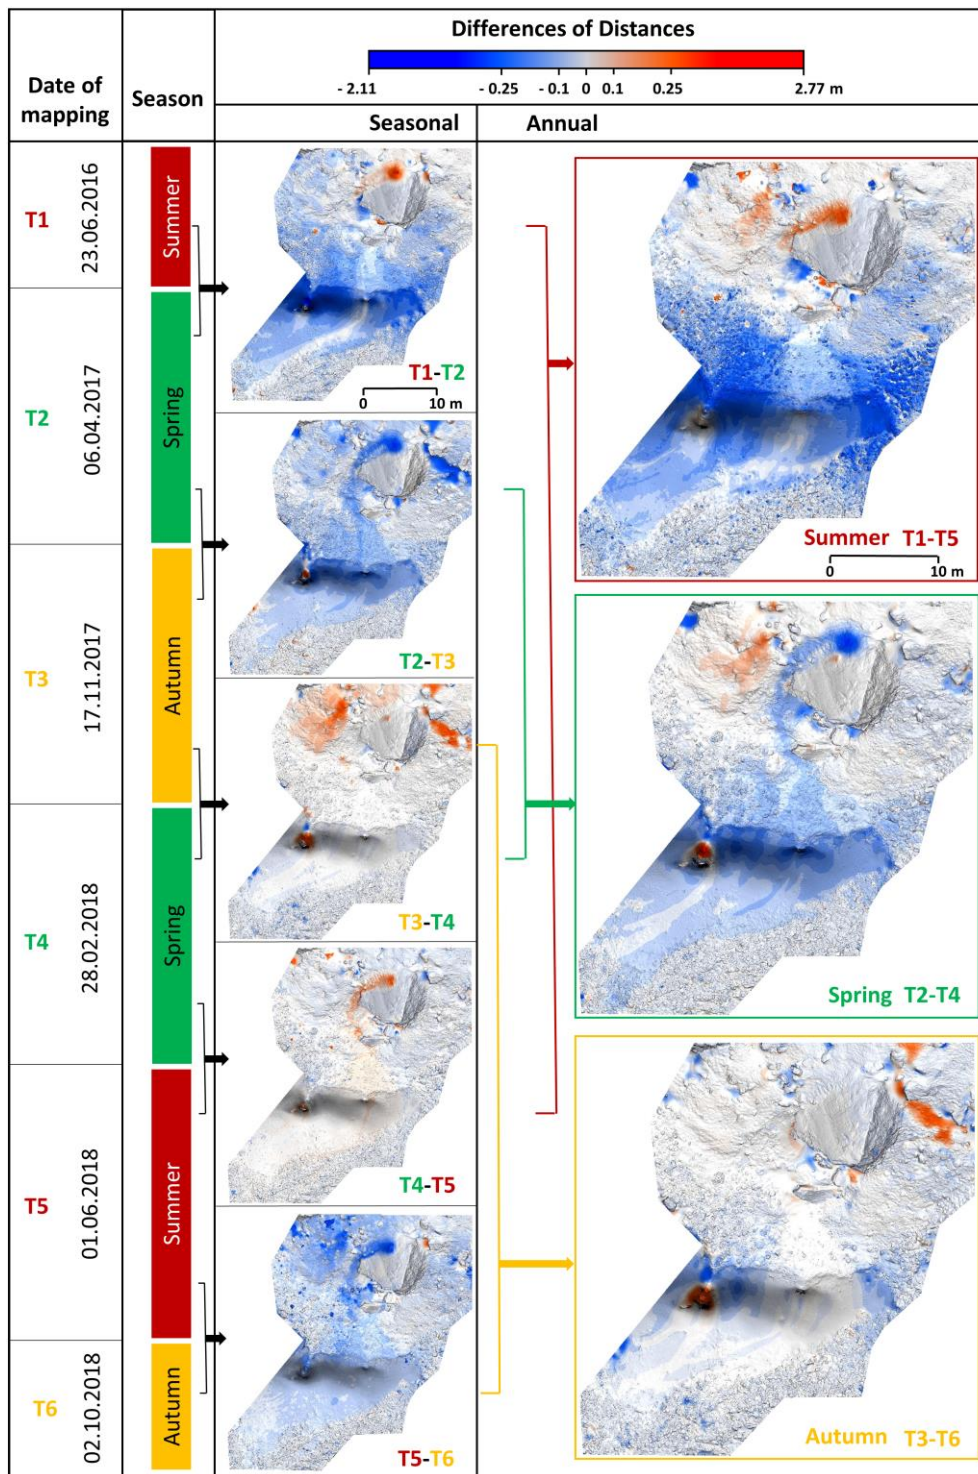 Differences of Distances
Date of mapping
Season
- 2.11 - 0.25 - 0.1 0 0.1 0.25 2.77 m
Seasonal Annual
T1
23.06.2016
Summer
T1-T2
0 10 m
T2
06.04.2017
Spring
T2-T3
T3
17.11.2017
Autumn
T3-T4
T4
28.02.2018
Spring
T4-T5
T5
01.06.2018
Summer
T5-T6
T6
02.10.2018
Autumn
Summer T1-T5
0 10 m
Spring T2-T4
Autumn T3-T6